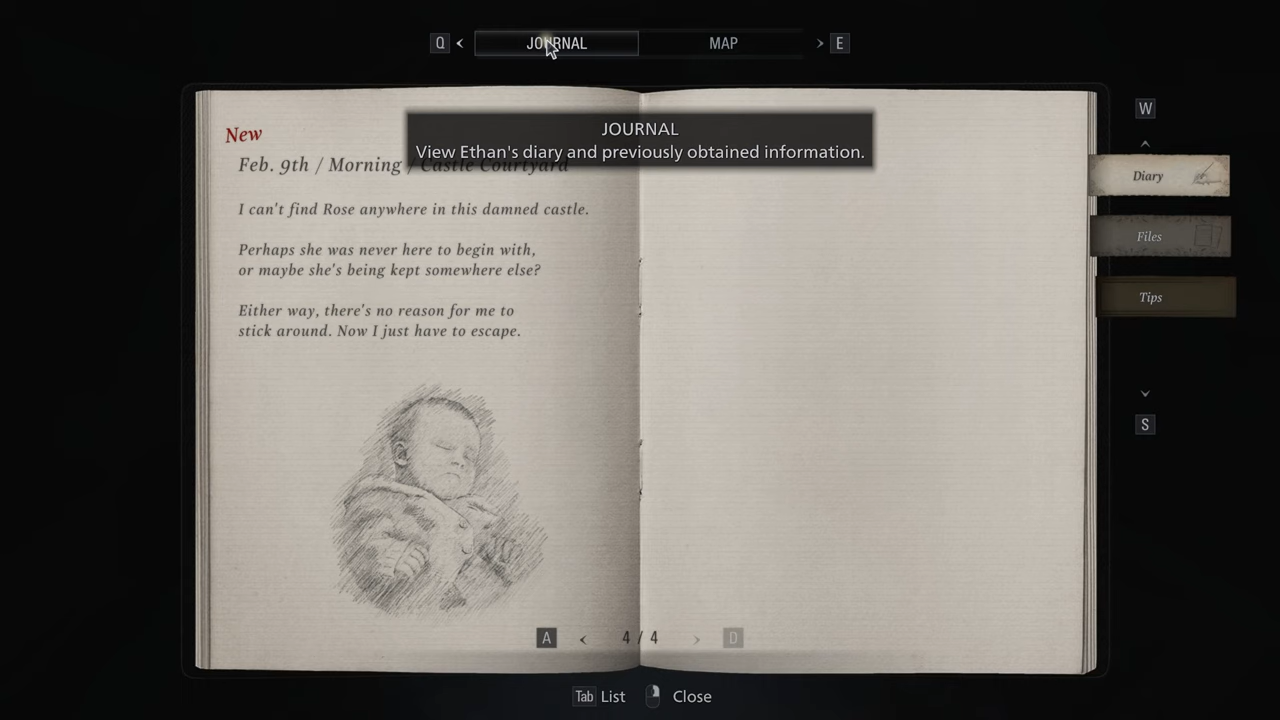 Q
JOURNAL
MAP
E
JOURNAL
View Ethan's diary and previously obtained information.
New
Feb. 9th / Morning / Castle Courtyard
I can't find Rose anywhere in this damned castle.
Perhaps she was never here to begin with,
or maybe she's being kept somewhere else?
Either way, there's no reason for me to
stick around. Now I just have to escape.
W
Diary
Files
Tips
S
A
4 / 4
D
Tab List
Close